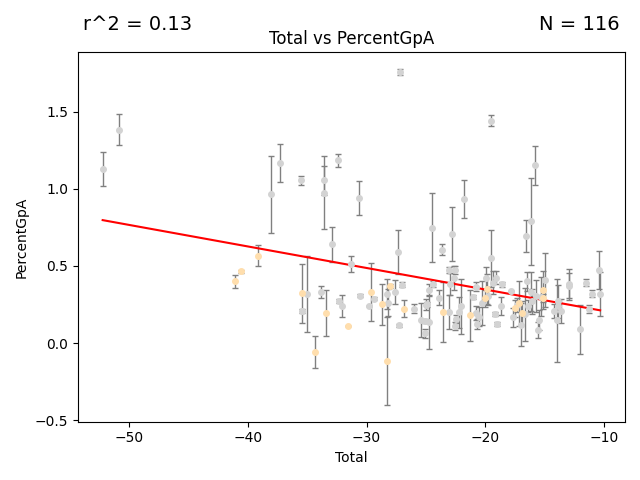 r^2 = 0.13
N = 116
Total vs PercentGpA
PercentGpA
1.5
1.0
0.5
0.0
−0.5
−50
−40
−30
−20
−10
Total